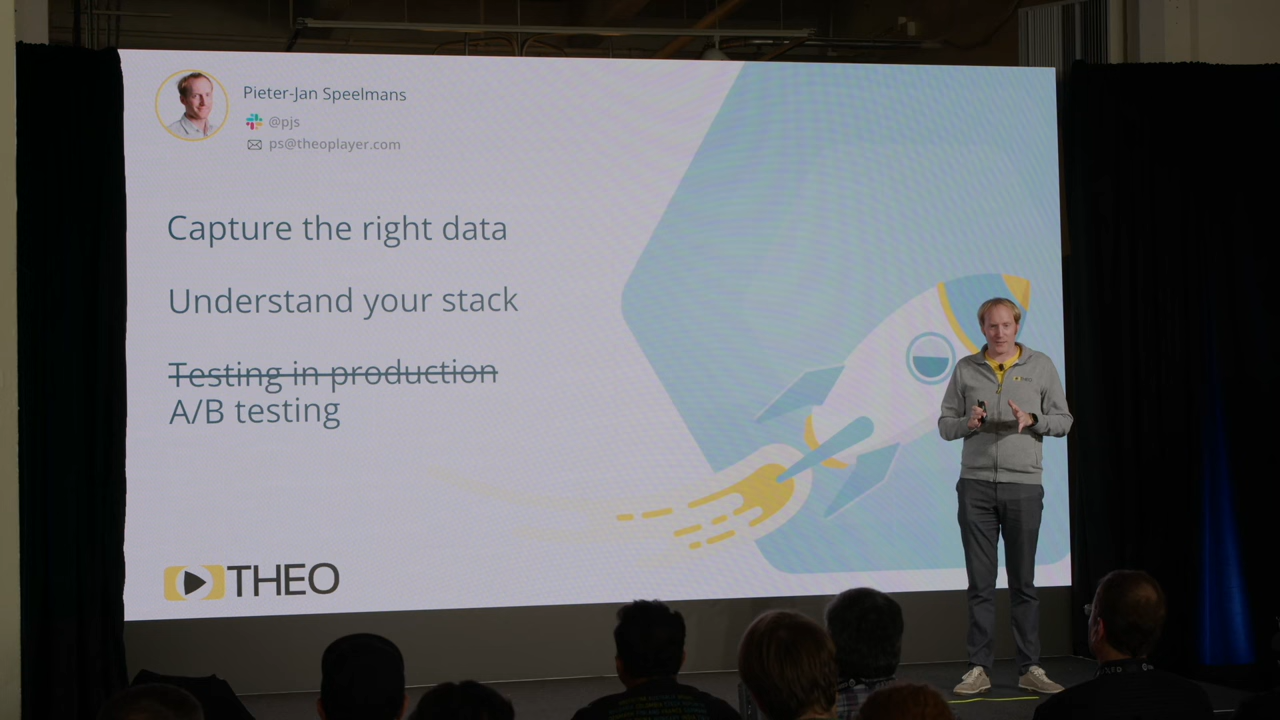 Pieter-Jan Speelmans
@pjs
ps@theoplayer.com
Capture the right data
Understand your stack
Testing in production
A/B testing
THEO